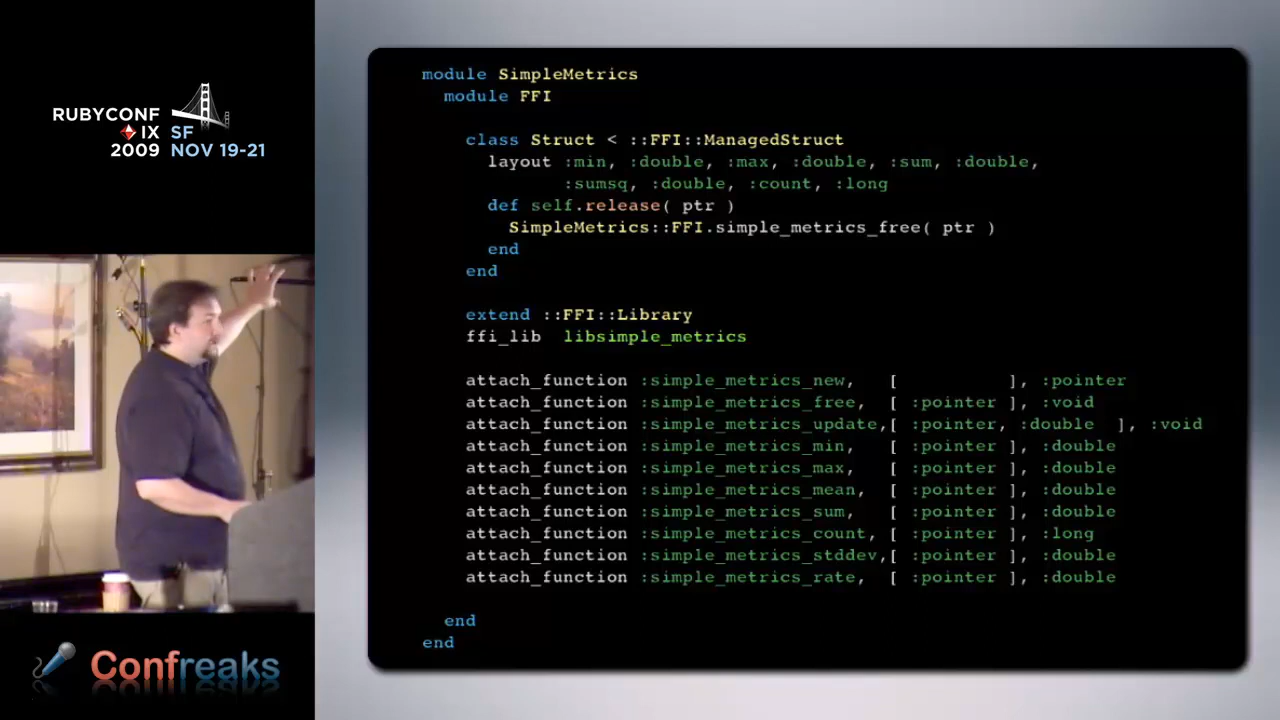 RUBYCONF
IX SF
2009 NOV 19-21
module SimpleMetrics
module FFI
class Struct < ::FFI::ManagedStruct
layout :min, :double, :max, :double, :sum, :double,
:sumsq, :double, :count, :long
def self.release( ptr )
SimpleMetrics::FFI.simple_metrics_free( ptr )
end
end
extend ::FFI::Library
ffi_lib libsimple_metrics
attach_function :simple_metrics_new, [ ], :pointer
attach_function :simple_metrics_free, [ :pointer ], :void
attach_function :simple_metrics_update,[ :pointer, :double ], :void
attach_function :simple_metrics_min, [ :pointer ], :double
attach_function :simple_metrics_max, [ :pointer ], :double
attach_function :simple_metrics_mean, [ :pointer ], :double
attach_function :simple_metrics_sum, [ :pointer ], :double
attach_function :simple_metrics_count, [ :pointer ], :long
attach_function :simple_metrics_stddev,[ :pointer ], :double
attach_function :simple_metrics_rate, [ :pointer ], :double
end
end
Confreaks